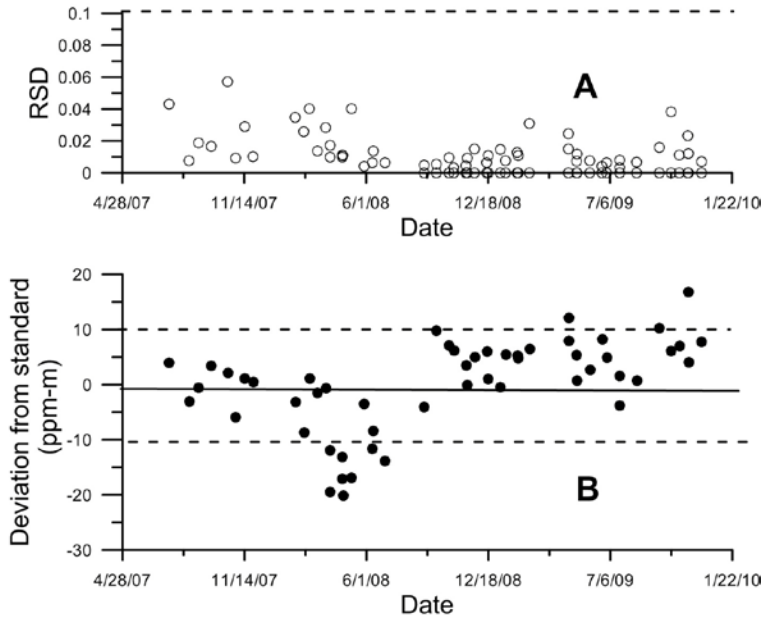 0.1
0.08
0.06
0.04
0.02
0
RSD
A
4/28/07 11/14/07 6/1/08 12/18/08 7/6/09 1/22/10
Date
20
10
0
-10
-20
-30
Deviation from standard
(ppm-m)
B
4/28/07 11/14/07 6/1/08 12/18/08 7/6/09 1/22/10
Date